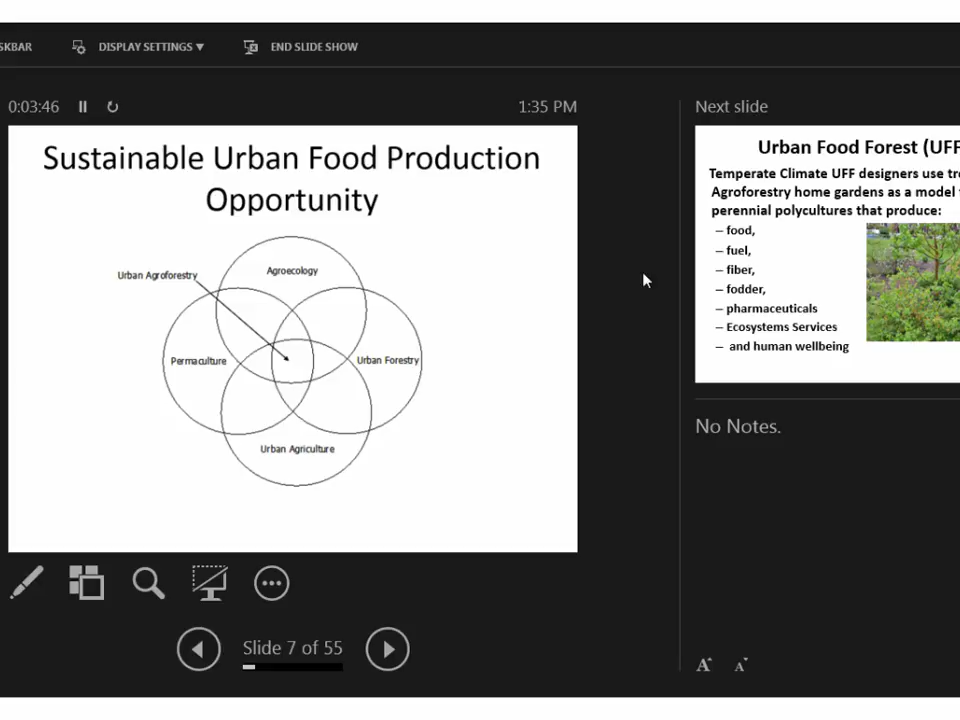 SKBAR DISPLAY SETTINGS ▼ END SLIDE SHOW
0:03:46 1:35 PM
Sustainable Urban Food Production
Opportunity
Urban Agroforestry
Agroecology
Permaculture
Urban Forestry
Urban Agriculture
Slide 7 of 55
Next slide
Urban Food Forest (UFF
Temperate Climate UFF designers use tro
Agroforestry home gardens as a model
perennial polycultures that produce:
– food,
– fuel,
– fiber,
– fodder,
– pharmaceuticals
– Ecosystems Services
– and human wellbeing
No Notes.
A A